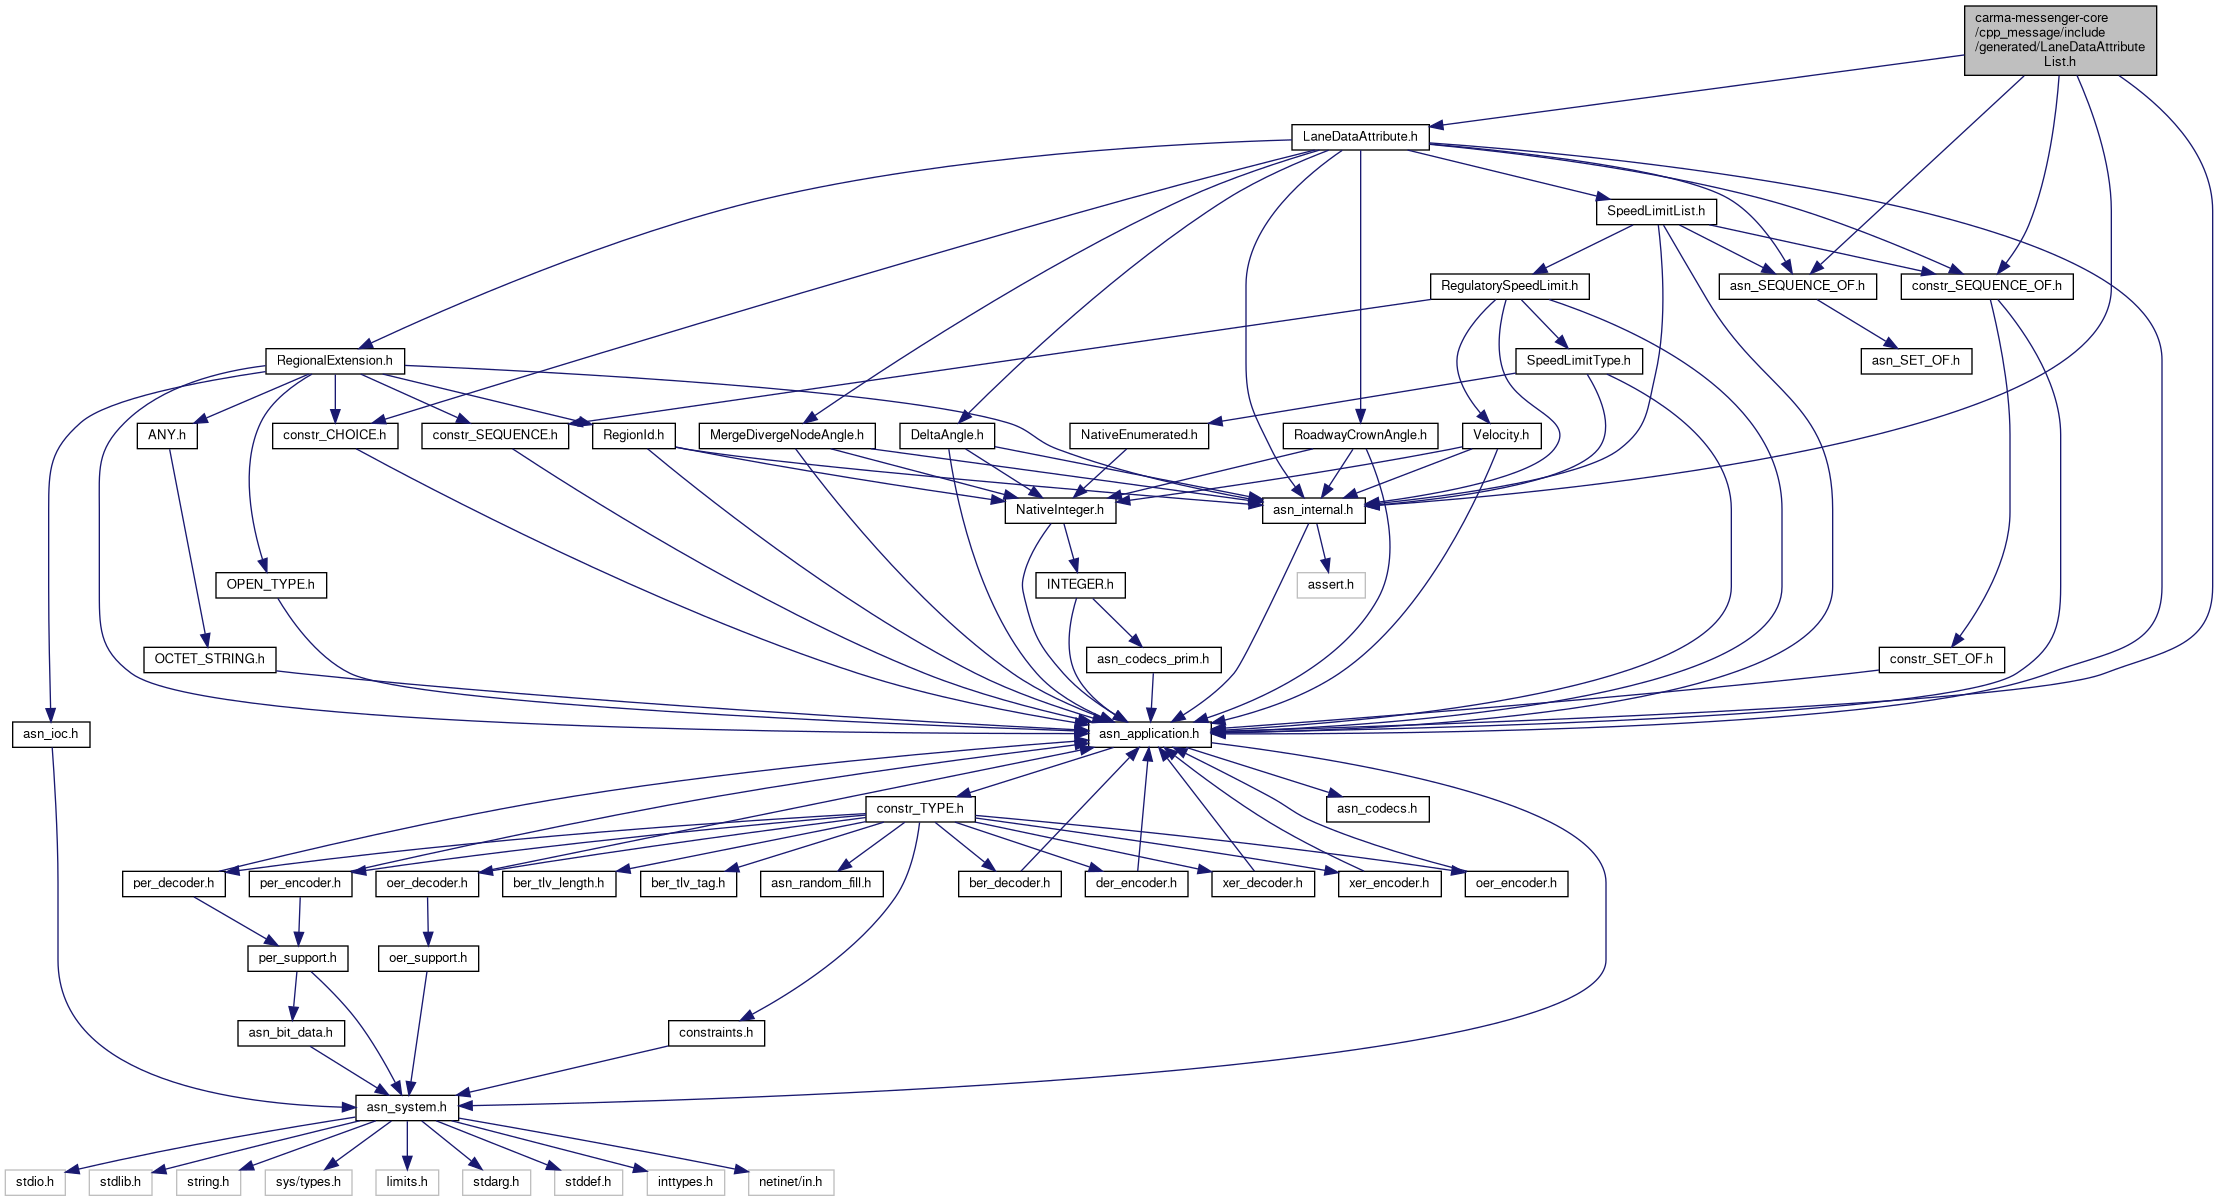 carma-messenger-core
/cpp_message/include
/generated/LaneDataAttribute
List.h
LaneDataAttribute.h
SpeedLimitList.h
RegulatorySpeedLimit.h
asn_SEQUENCE_OF.h
constr_SEQUENCE_OF.h
RegionalExtension.h
SpeedLimitType.h
asn_SET_OF.h
ANY.h
constr_CHOICE.h
constr_SEQUENCE.h
RegionId.h
MergeDivergeNodeAngle.h
DeltaAngle.h
NativeEnumerated.h
RoadwayCrownAngle.h
Velocity.h
NativeInteger.h
asn_internal.h
OPEN_TYPE.h
INTEGER.h
assert.h
OCTET_STRING.h
asn_codecs_prim.h
constr_SET_OF.h
asn_ioc.h
asn_application.h
constr_TYPE.h
asn_codecs.h
per_decoder.h
per_encoder.h
oer_decoder.h
ber_tlv_length.h
ber_tlv_tag.h
asn_random_fill.h
ber_decoder.h
der_encoder.h
xer_decoder.h
xer_encoder.h
oer_encoder.h
per_support.h
oer_support.h
asn_bit_data.h
constraints.h
asn_system.h
stdio.h
stdlib.h
string.h
sys/types.h
limits.h
stdarg.h
stddef.h
inttypes.h
netinet/in.h